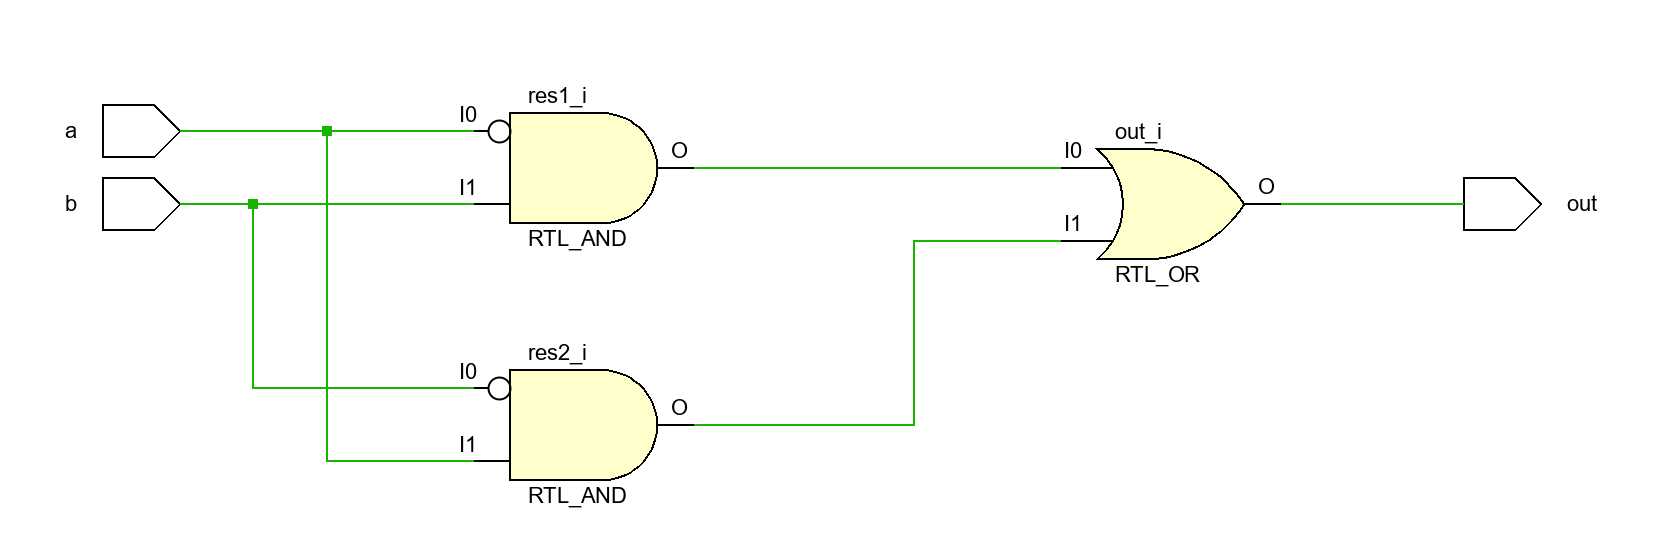 a
b
res1_i
I0
I1
O
RTL_AND
res2_i
I0
I1
O
RTL_AND
out_i
I0
I1
O
RTL_OR
out